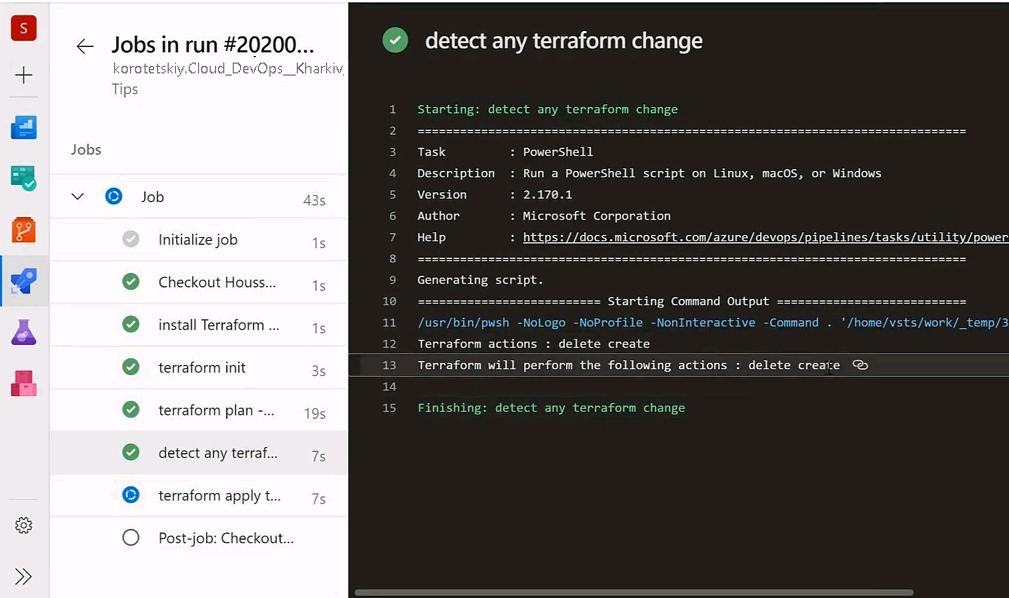 S
Jobs in run #20200...
korotetskiy.Cloud_DevOps__Kharkiv
Tips
Jobs
Job 43s
Initialize job 1s
Checkout Houss... 1s
install Terraform ... 1s
terraform init 3s
terraform plan -... 19s
detect any terraf... 7s
terraform apply t... 7s
Post-job: Checkout...
detect any terraform change
1 Starting: detect any terraform change
2 ==============================================================================
3 Task : PowerShell
4 Description : Run a PowerShell script on Linux, macOS, or Windows
5 Version : 2.170.1
6 Author : Microsoft Corporation
7 Help : https://docs.microsoft.com/azure/devops/pipelines/tasks/utility/power
8 ==============================================================================
9 Generating script.
10 ========================== Starting Command Output ===========================
11 /usr/bin/pwsh -NoLogo -NoProfile -NonInteractive -Command . '/home/vsts/work/_temp/3
12 Terraform actions : delete create
13 Terraform will perform the following actions : delete create
14
15 Finishing: detect any terraform change